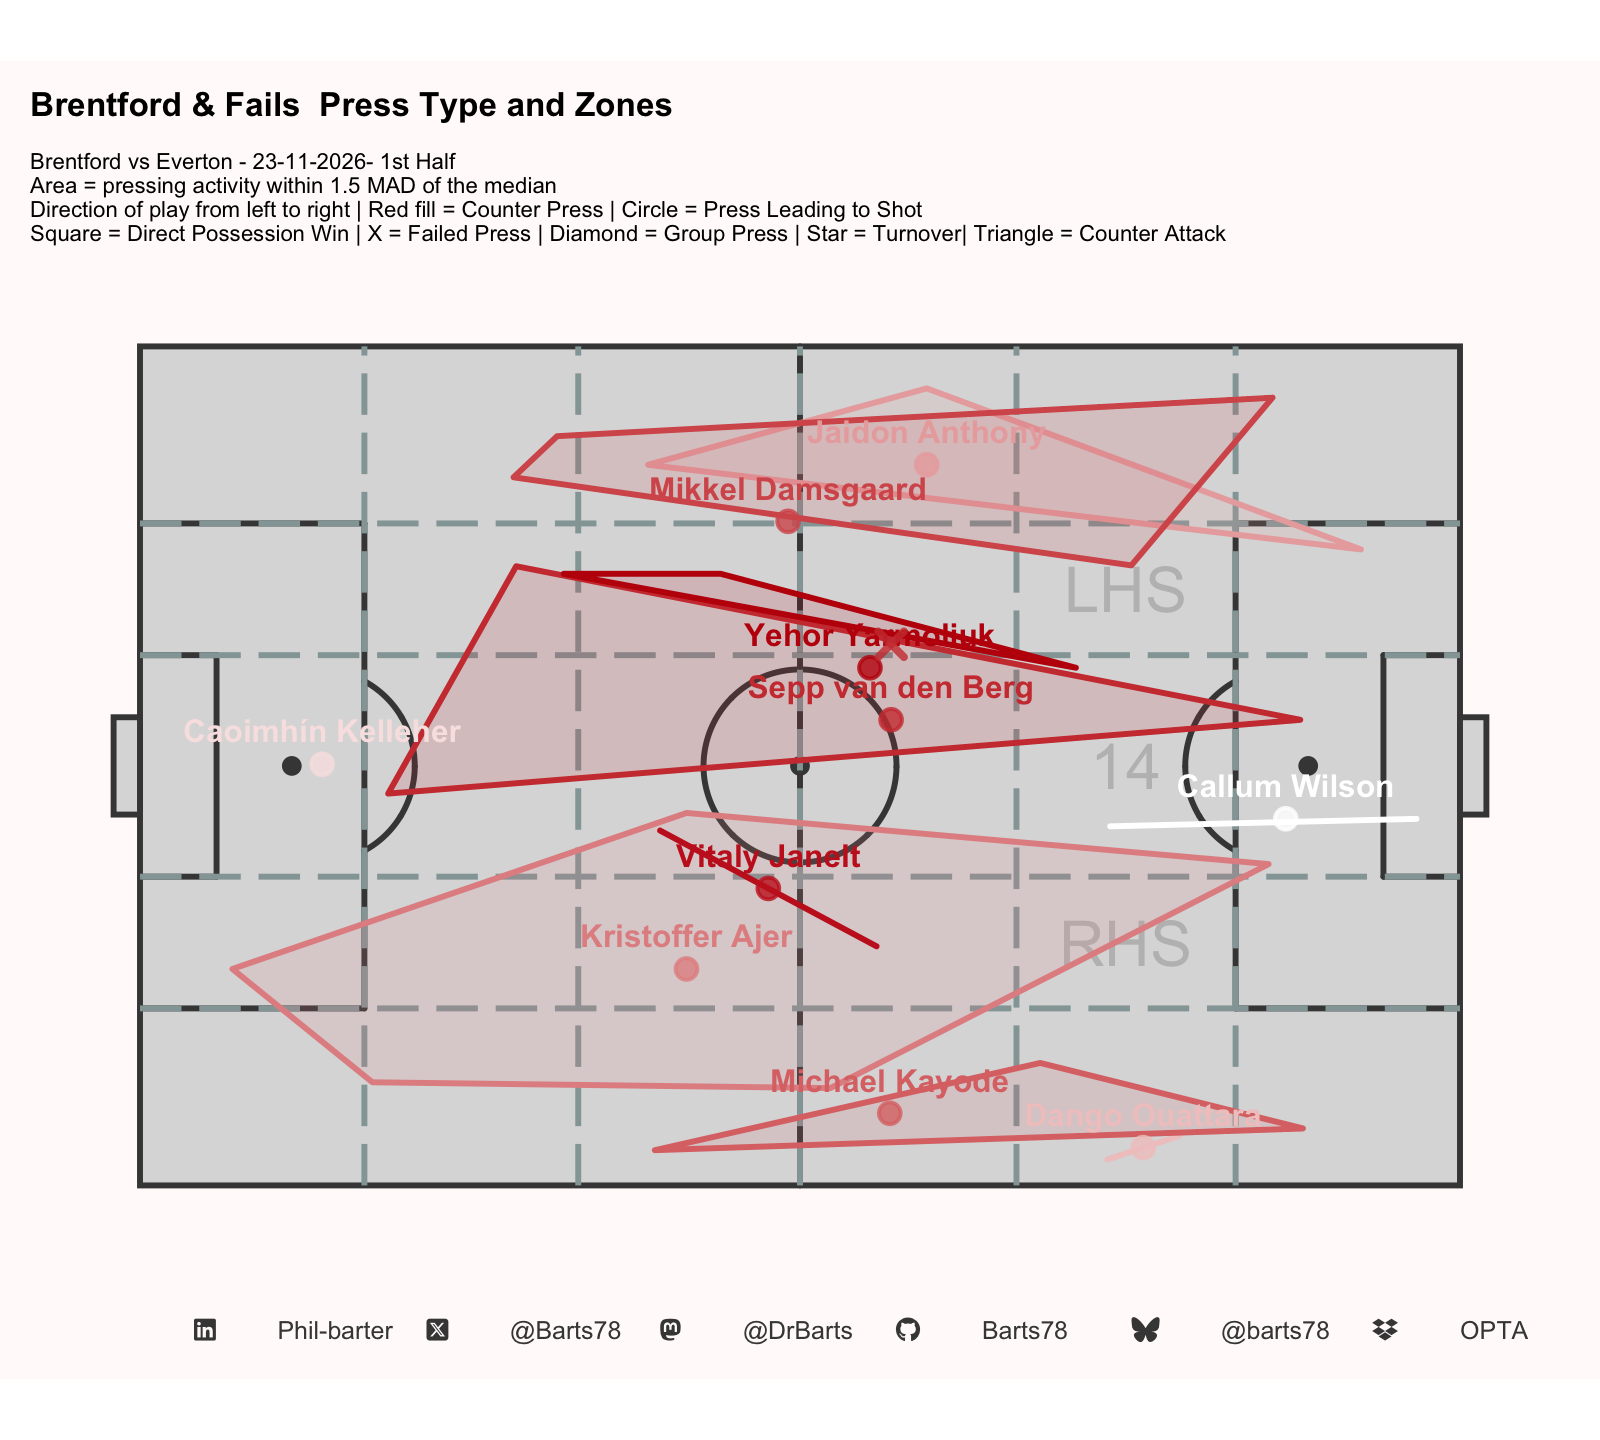 Brentford & Fails  Press Type and Zones
Brentford vs Everton - 23-11-2026- 1st Half
Area = pressing activity within 1.5 MAD of the median
Direction of play from left to right | Red fill = Counter Press | Circle = Press Leading to Shot
Square = Direct Possession Win | X = Failed Press | Diamond = Group Press | Star = Turnover| Triangle = Counter Attack
Jaidon Anthony
Mikkel Damsgaard
LHS
Yehor Yarmoliuk
Sepp van den Berg
Caoimhín Kelleher
14
Callum Wilson
Vitaly Janelt
Kristoffer Ajer
RHS
Michael Kayode
Dango Ouattara
Phil-barter @Barts78 @DrBarts Barts78 @barts78 OPTA